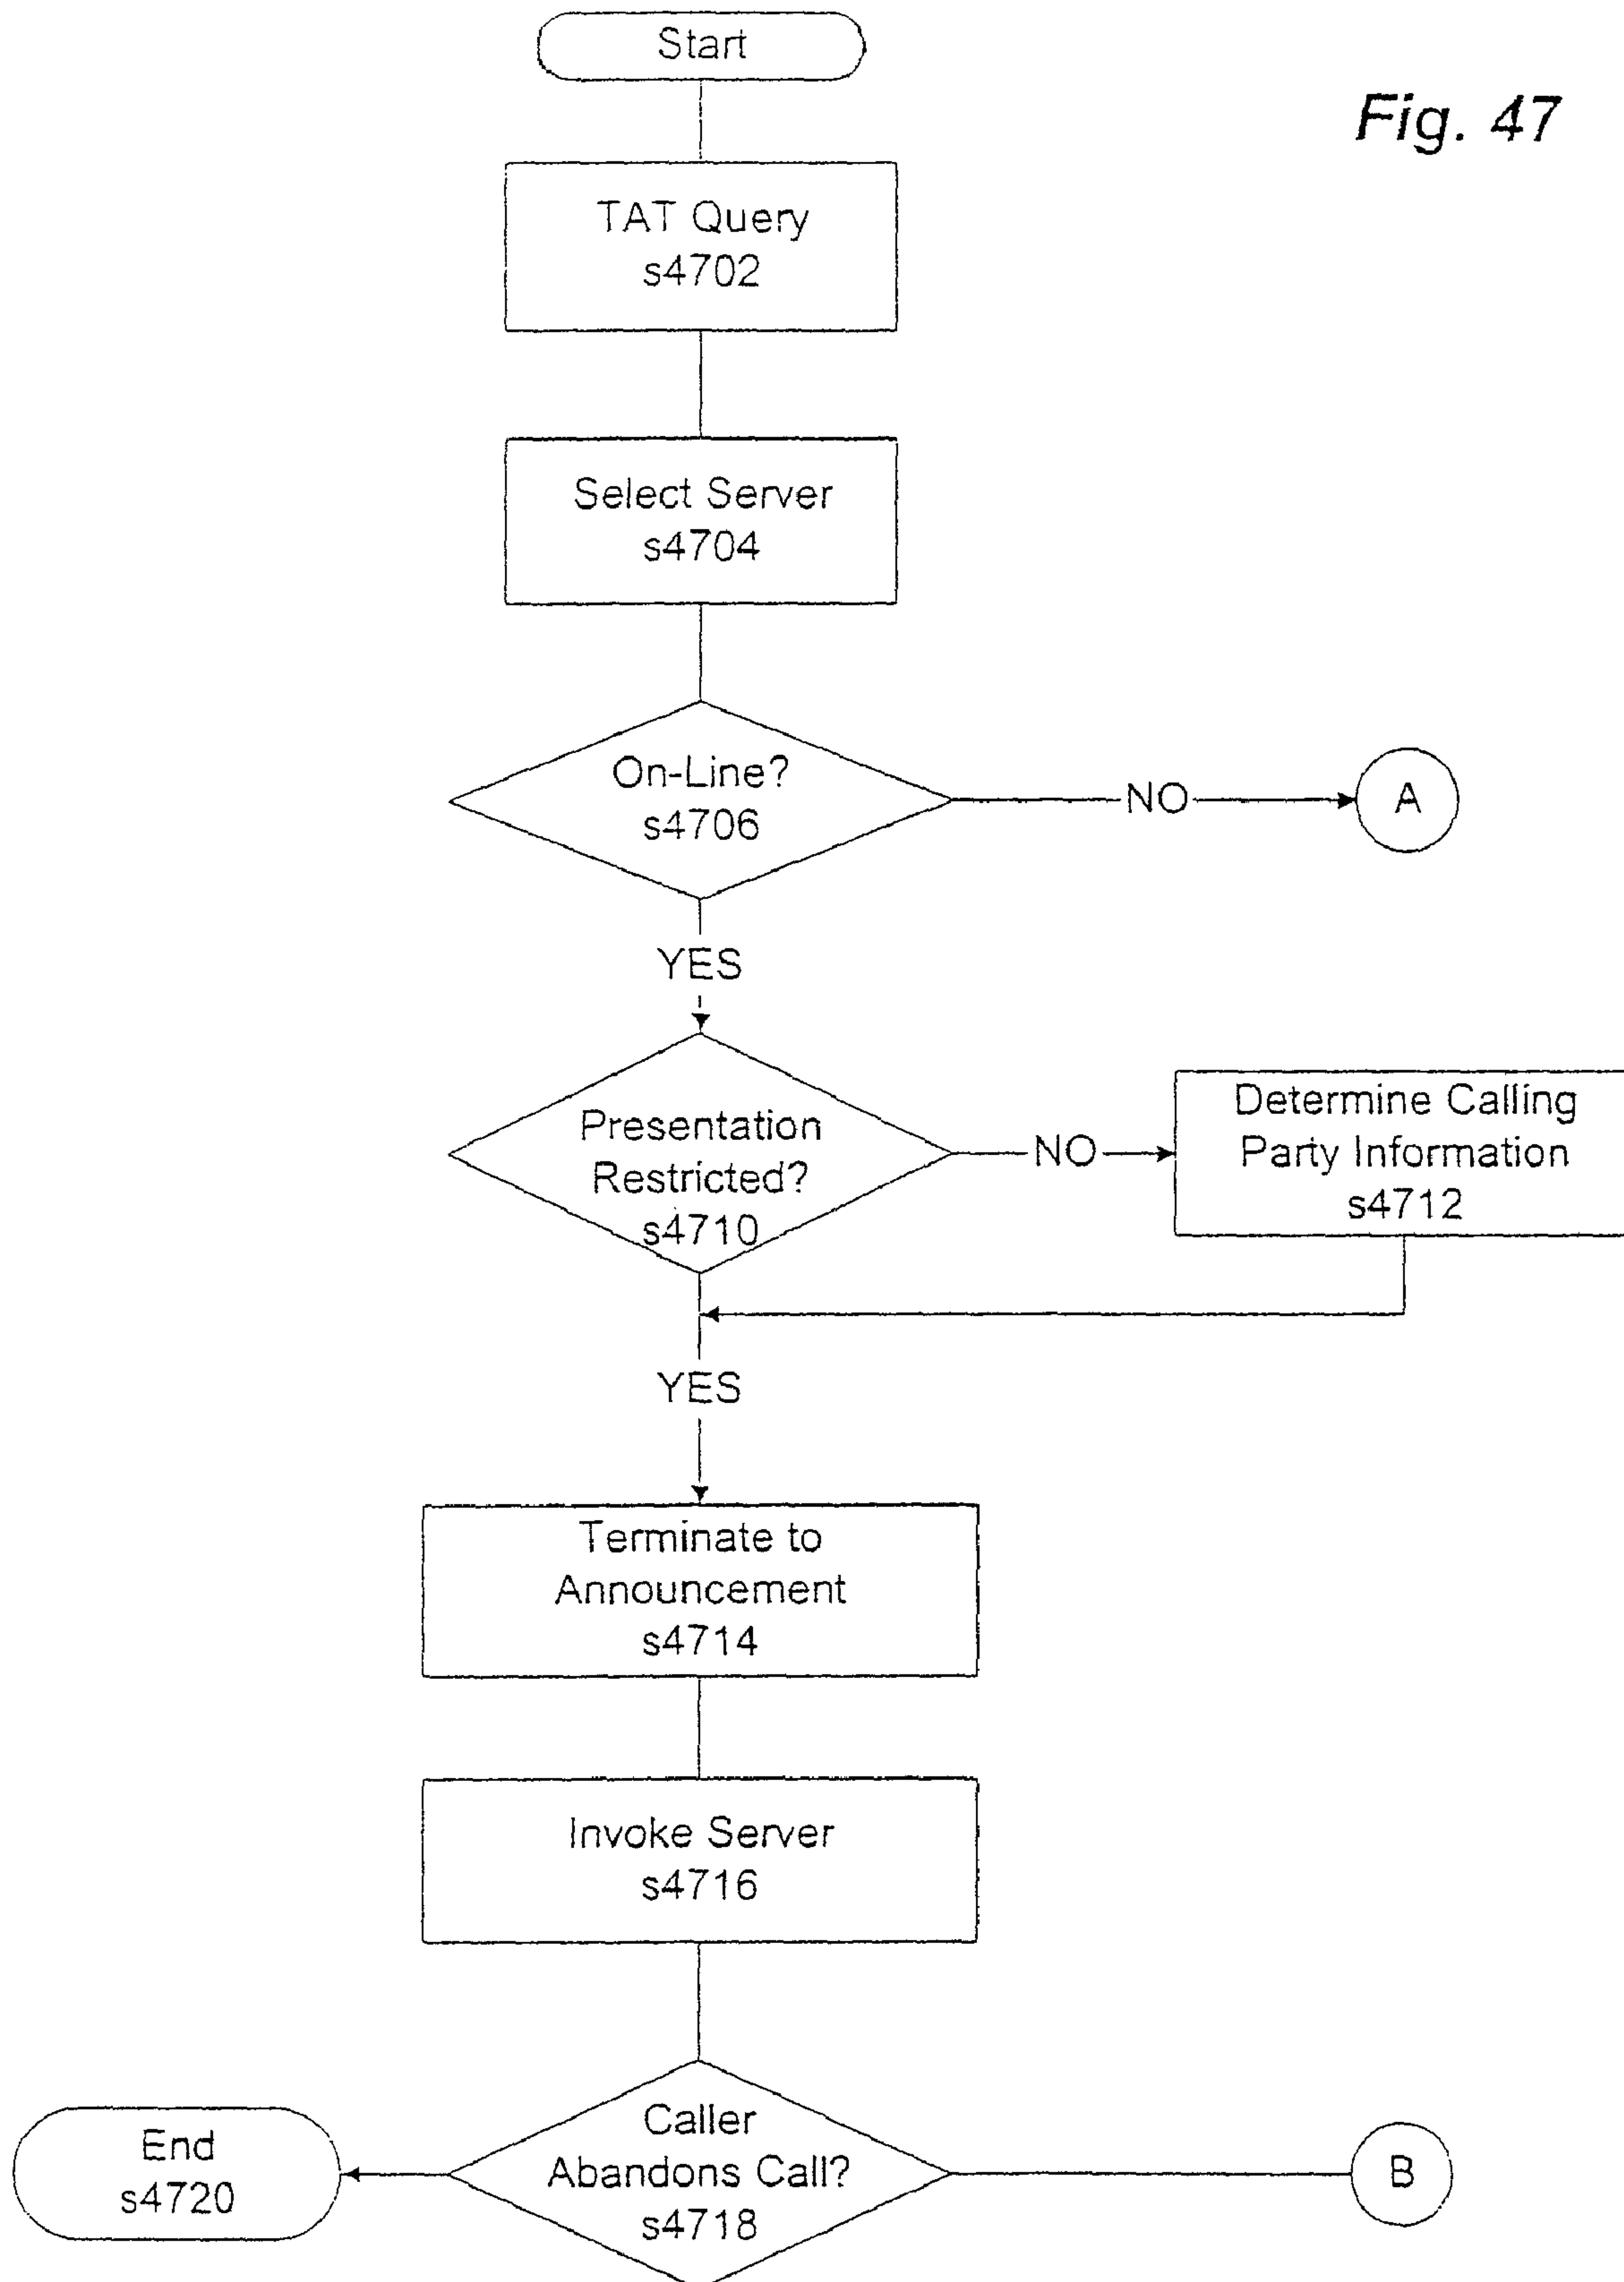 Start
Fig. 47
TAT Query
s4702
Select Server
s4704
On-Line?
s4706
NO
A
YES
Presentation
Restricted?
s4710
NO
Determine Calling
Party Information
s4712
YES
Terminate to
Announcement
s4714
Invoke Server
s4716
Caller
Abandons Call?
s4718
End
s4720
B